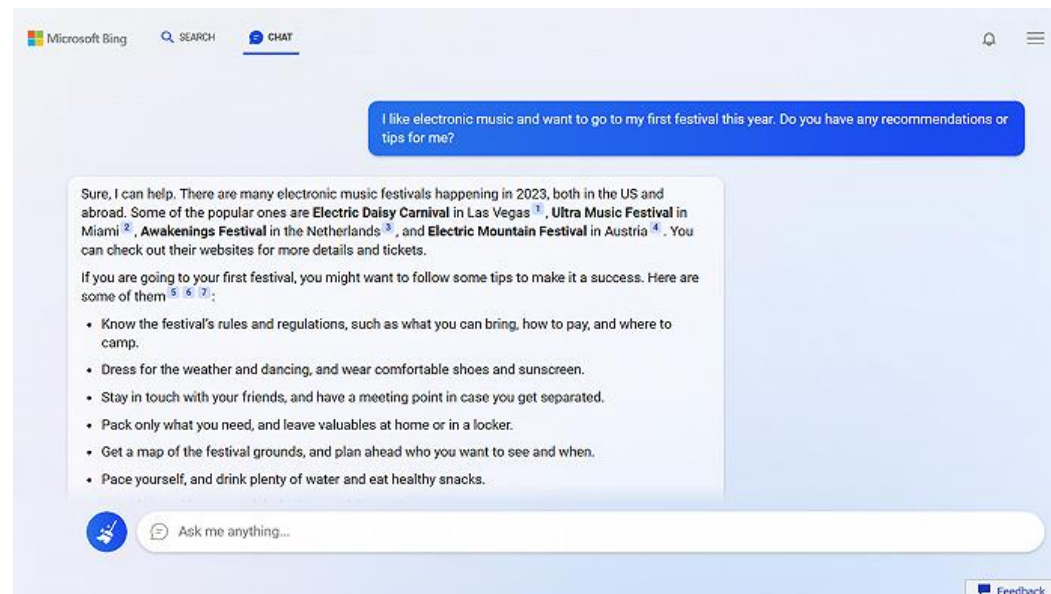 Microsoft Bing
SEARCH
CHAT
I like electronic music and want to go to my first festival this year. Do you have any recommendations or
tips for me?
Sure, I can help. There are many electronic music festivals happening in 2023, both in the US and
abroad. Some of the popular ones are Electric Daisy Carnival in Las Vegas 1 , Ultra Music Festival in
Miami 2 , Awakenings Festival in the Netherlands 3 , and Electric Mountain Festival in Austria 4 . You
can check out their websites for more details and tickets.
If you are going to your first festival, you might want to follow some tips to make it a success. Here are
some of them 5 6 7 :
• Know the festival's rules and regulations, such as what you can bring, how to pay, and where to
camp.
• Dress for the weather and dancing, and wear comfortable shoes and sunscreen.
• Stay in touch with your friends, and have a meeting point in case you get separated.
• Pack only what you need, and leave valuables at home or in a locker.
• Get a map of the festival grounds, and plan ahead who you want to see and when.
• Pace yourself, and drink plenty of water and eat healthy snacks.
Ask me anything...
Feedback